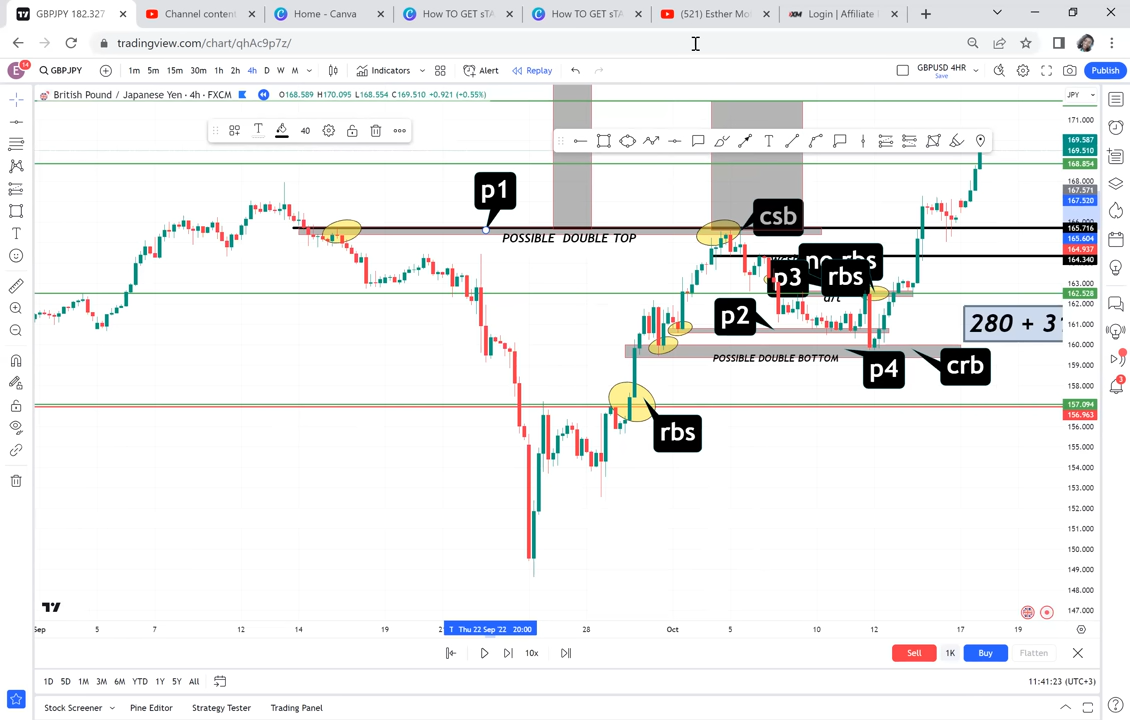 GBPJPY 182.327
Channel content
Home - Canva
How TO GET sTA
How TO GET sTA
(521) Esther Mo
Login | Affiliate
tradingview.com/chart/qhAc9p7z/
E 14 GBPJPY 1m 5m 15m 30m 1h 2h 4h D W M Indicators Alert Replay GBPUSD 4HR Save Publish
British Pound / Japanese Yen · 4h · FXCM O168.589 H170.095 L168.554 C169.510 +0.921 (+0.55%) JPY
40
171.000
169.587
169.510
168.854
168.000
167.571
167.520
165.716
165.604
164.937
164.340
163.000
162.528
162.000
161.000
160.000
159.000
158.000
157.094
156.963
156.000
155.000
154.000
153.000
152.000
151.000
150.000
149.000
148.000
147.000
p1
csb
POSSIBLE DOUBLE TOP
no rbs
p3
rbs
p2
280 + 3
POSSIBLE DOUBLE BOTTOM
p4
crb
rbs
Sep 5 7 12 14 19 Thu 22 Sep '22 20:00 28 Oct 5 10 12 17 19
10x Sell 1K Buy Flatten
1D 5D 1M 3M 6M YTD 1Y 5Y All 11:41:23 (UTC+3)
Stock Screener Pine Editor Strategy Tester Trading Panel
3